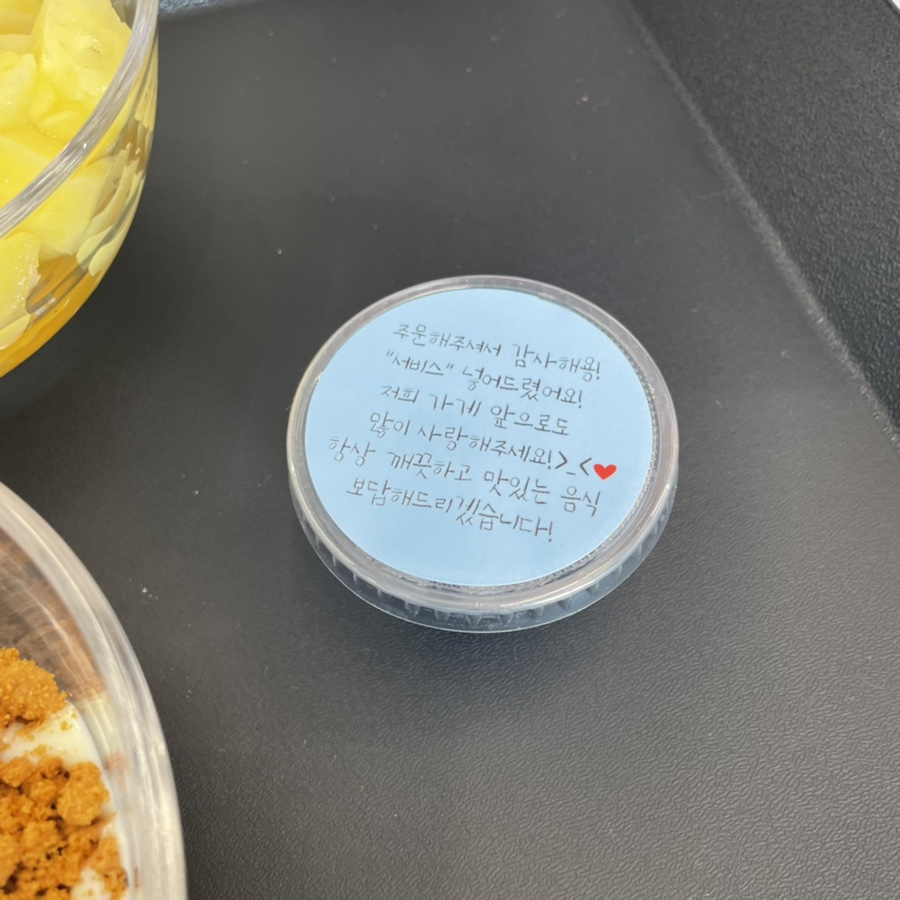 주문해주셔서 감사해용!
"서비스" 넣어드렸어요!
저희 가게 앞으로도
많이 사랑해주세요!>_<♥
항상 깨끗하고 맛있는 음식
보답해드리겠습니다!